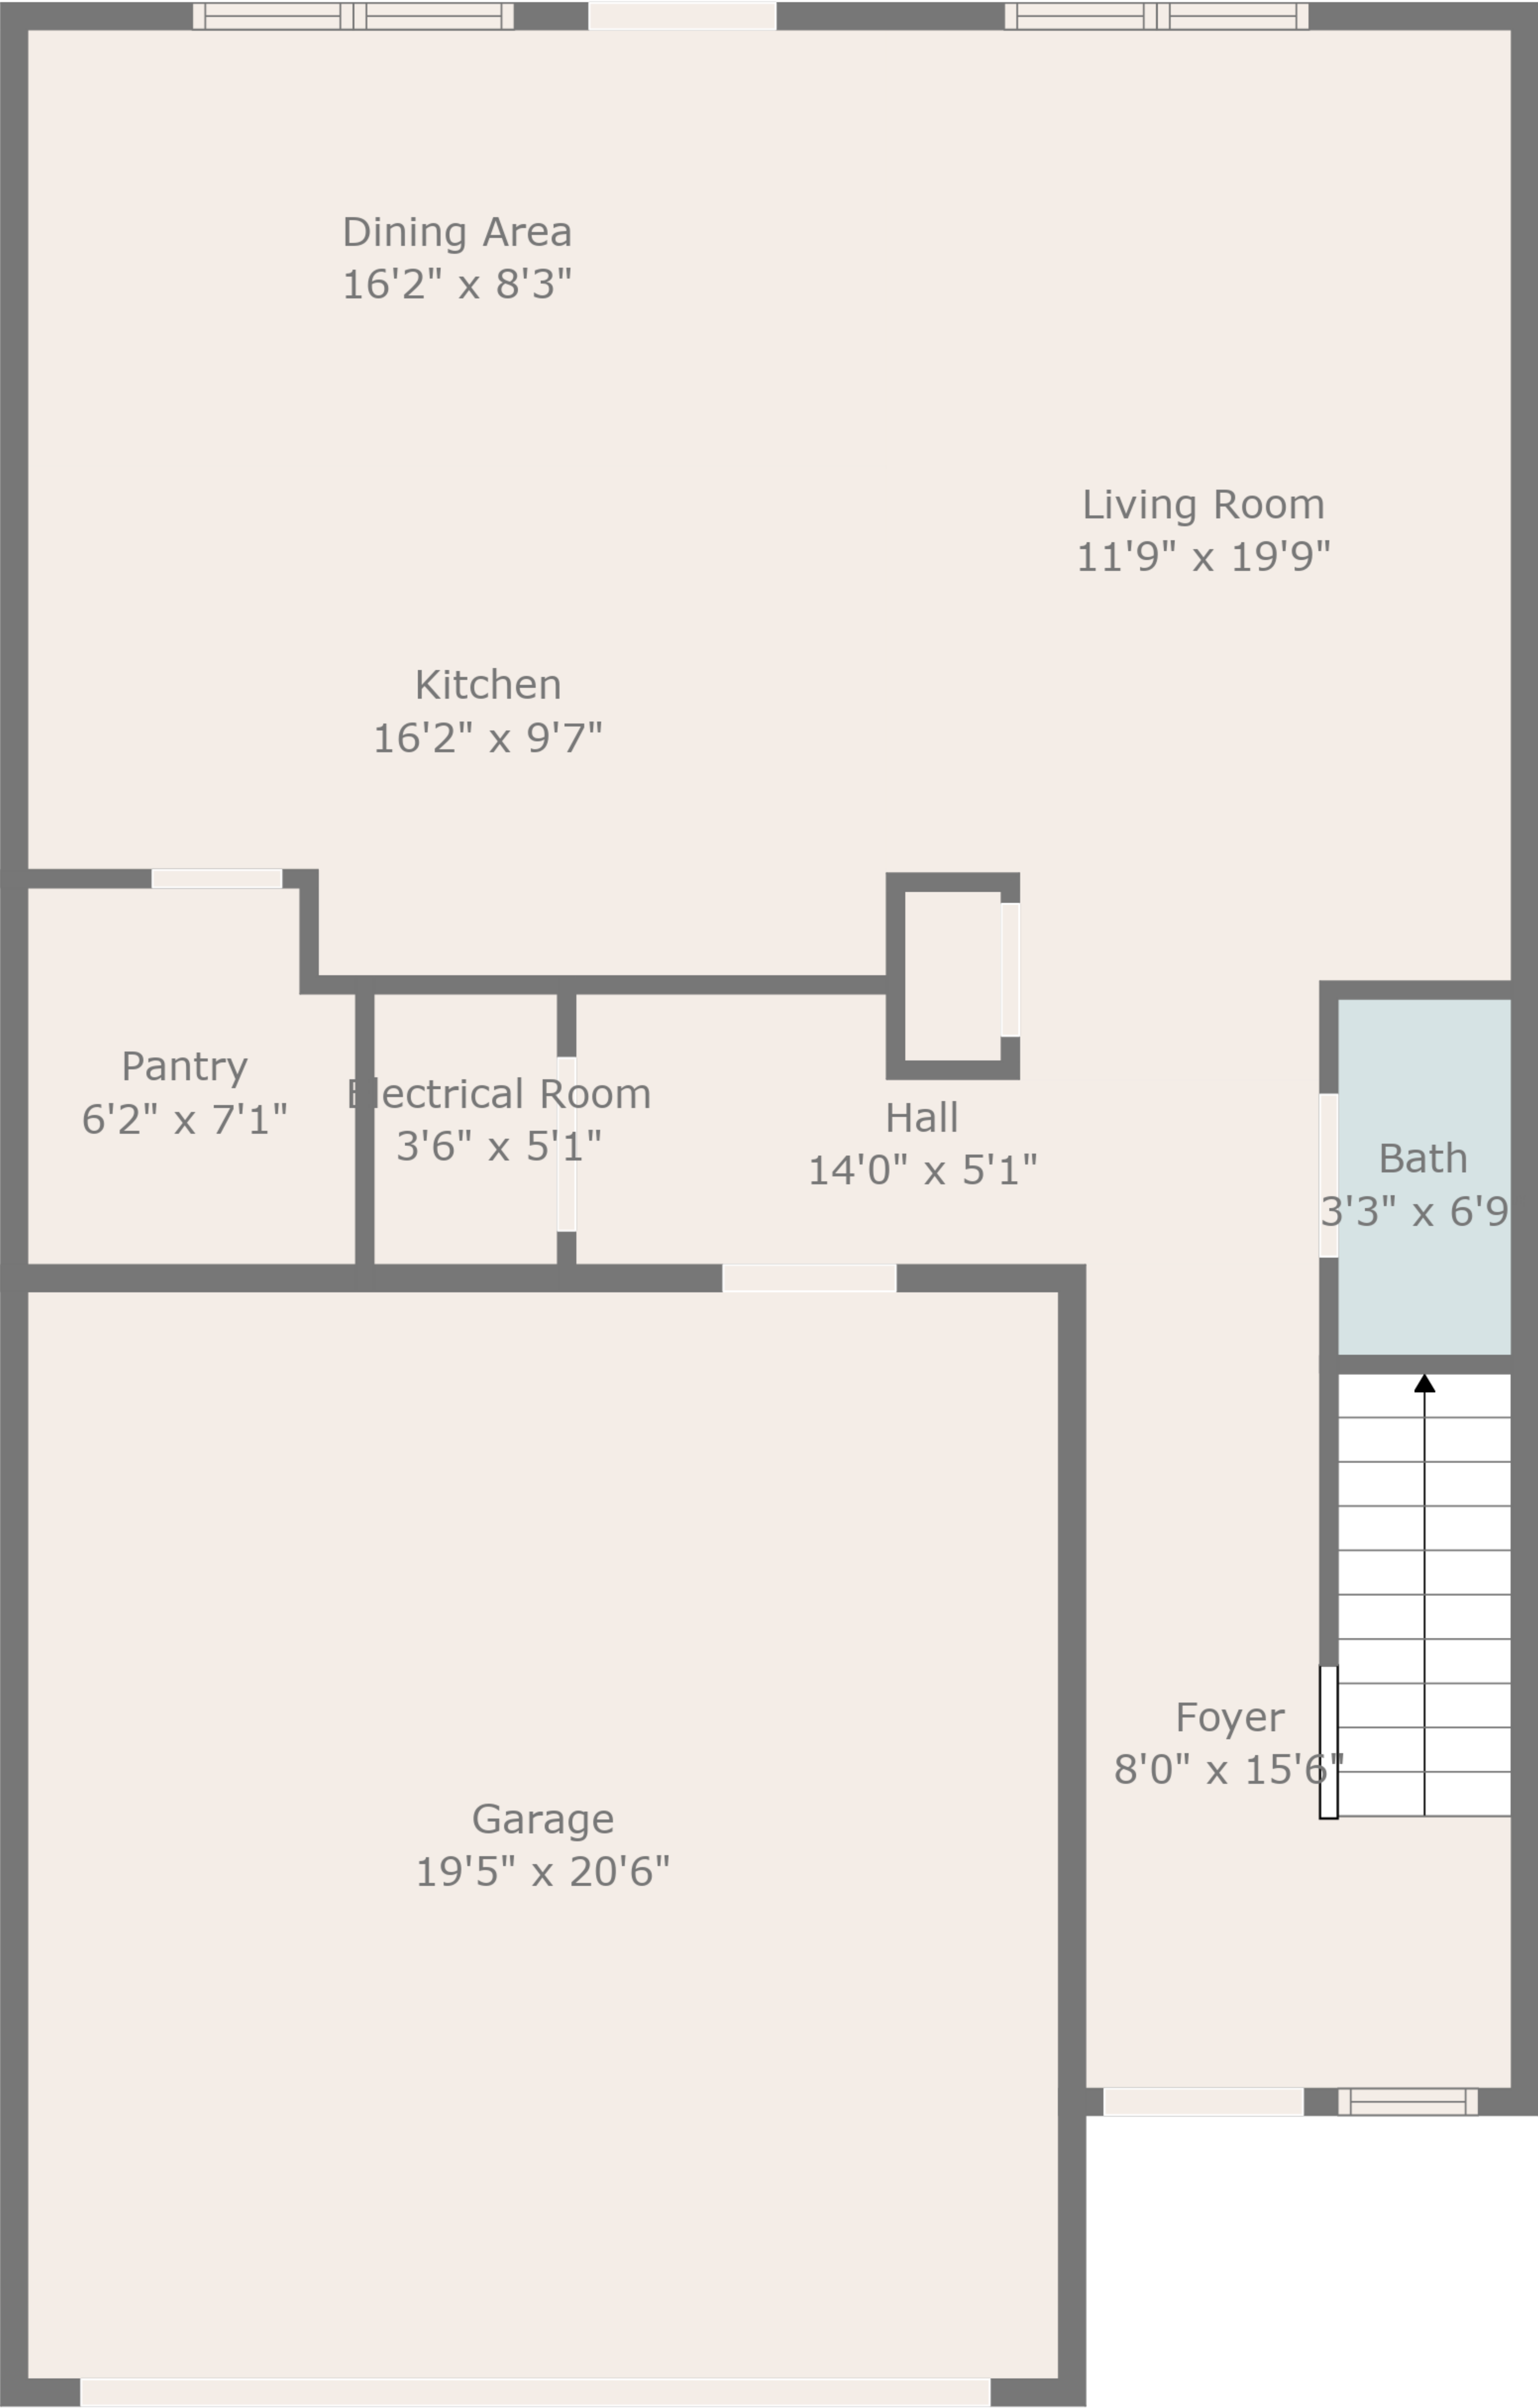 Dining Area
16'2" x 8'3"
Living Room
11'9" x 19'9"
Kitchen
16'2" x 9'7"
Pantry
6'2" x 7'1"
Electrical Room
3'6" x 5'1"
Hall
14'0" x 5'1"
Bath
3'3" x 6'9
Foyer
8'0" x 15'6"
Garage
19'5" x 20'6"